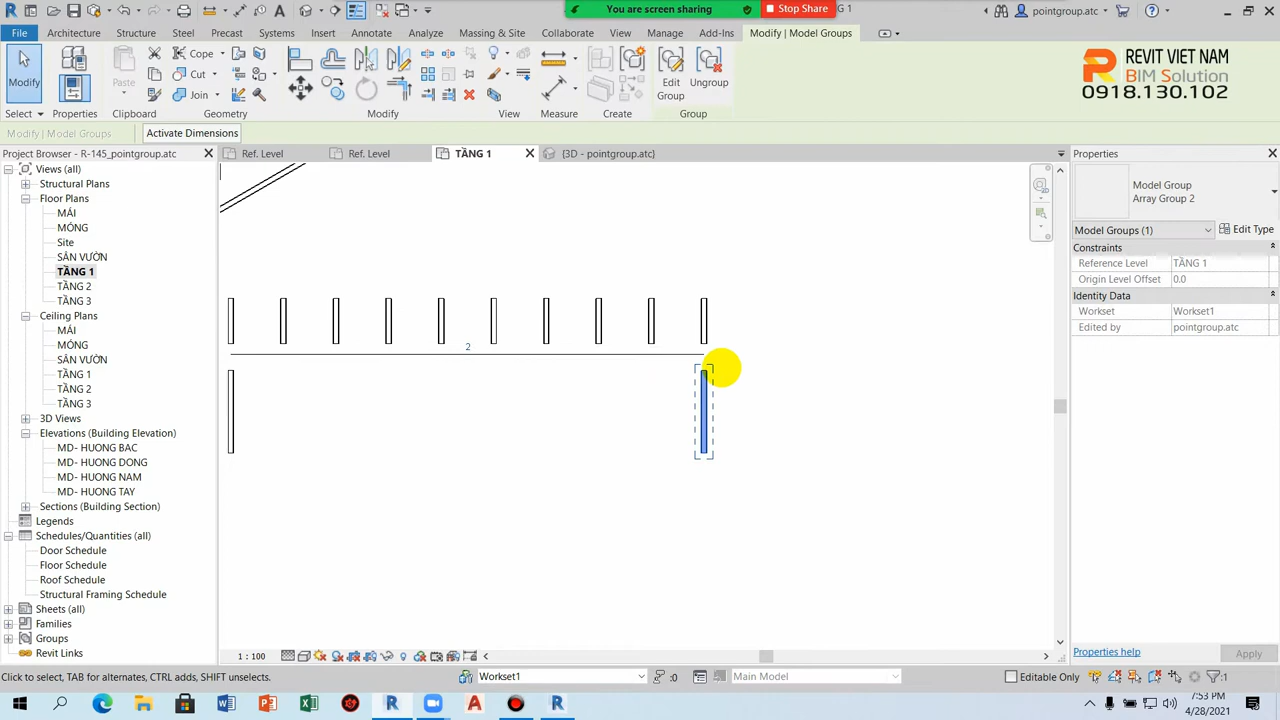 You are screen sharing
Stop Share
1
pointgroup.atc
File
Architecture
Structure
Steel
Precast
Systems
Insert
Annotate
Analyze
Massing & Site
Collaborate
View
Manage
Add-Ins
Modify | Model Groups
Modify
Select
Properties
Paste
Clipboard
Cope
Cut
Join
Geometry
Modify
View
Measure
Create
Edit
Group
Ungroup
Group
REVIT VIET NAM
BIM Solution
0918.130.102
Modify | Model Groups
Activate Dimensions
Project Browser - R-145_pointgroup.atc
Ref. Level
Ref. Level
TẦNG 1
{3D - pointgroup.atc}
Properties
Views (all)
Structural Plans
Floor Plans
MÁI
MÓNG
Site
SÂN VƯỜN
TẦNG 1
TẦNG 2
TẦNG 3
Ceiling Plans
MÁI
MÓNG
SÂN VƯỜN
TẦNG 1
TẦNG 2
TẦNG 3
3D Views
Elevations (Building Elevation)
MD- HUONG BAC
MD- HUONG DONG
MD- HUONG NAM
MD- HUONG TAY
Sections (Building Section)
Legends
Schedules/Quantities (all)
Door Schedule
Floor Schedule
Roof Schedule
Structural Framing Schedule
Sheets (all)
Families
Groups
Revit Links
2
Model Group
Array Group 2
Model Groups (1)
Edit Type
Constraints
Reference Level TẦNG 1
Origin Level Offset 0.0
Identity Data
Workset Workset1
Edited by pointgroup.atc
Properties help
Apply
1 : 100
Click to select, TAB for alternates, CTRL adds, SHIFT unselects.
Workset1
:0
Main Model
Editable Only
:1
7:53 PM
4/28/2021